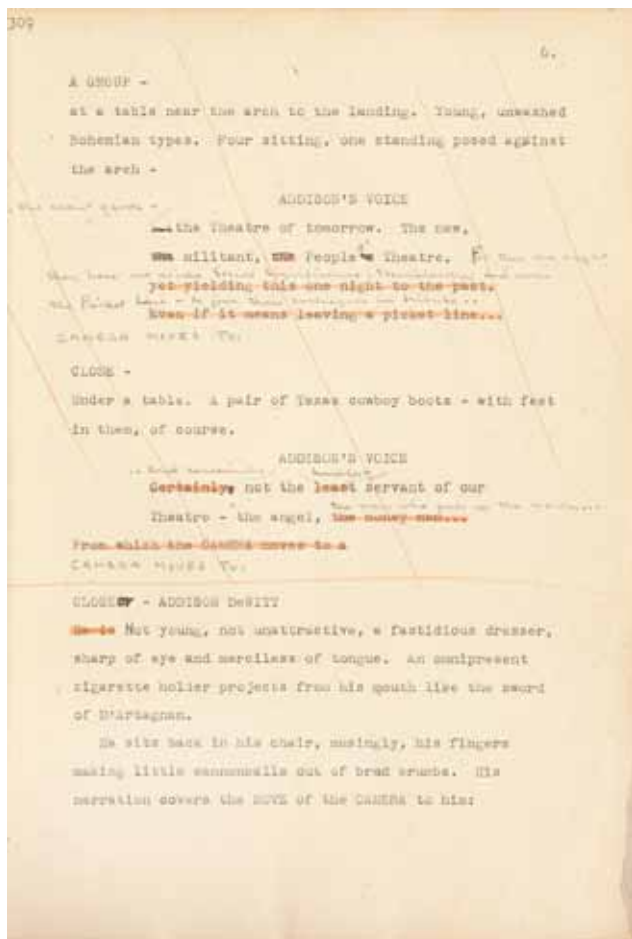 309
6.
A GROUP -
at a table near the arch to the landing. Young, unwashed
Bohemian types. Four sitting, one standing posed against
the arch -
ADDISON'S VOICE
the Theatre of tomorrow. The new,
the militant, the People's Theatre.
yet yielding this one night to the past.
the Picket
Even if it means leaving a picket line...
CAMERA MOVES TO:
CLOSE -
Under a table. A pair of Texas cowboy boots - with feet
in them, of course.
ADDISON'S VOICE
Certainly, not the least servant of our
Theatre - the angel, the money man...
From which the CAMERA moves to a
CAMERA MOVES TO:
CLOSEUP - ADDISON DeWITT
He is Not young, not unattractive, a fastidious dresser,
sharp of eye and merciless of tongue. An omnipresent
cigarette holder projects from his mouth like the sword
of D'Artagnan.
He sits back in his chair, musingly, his fingers
making little cannonballs out of bread crumbs. His
narration covers the MOVE of the CAMERA to him: